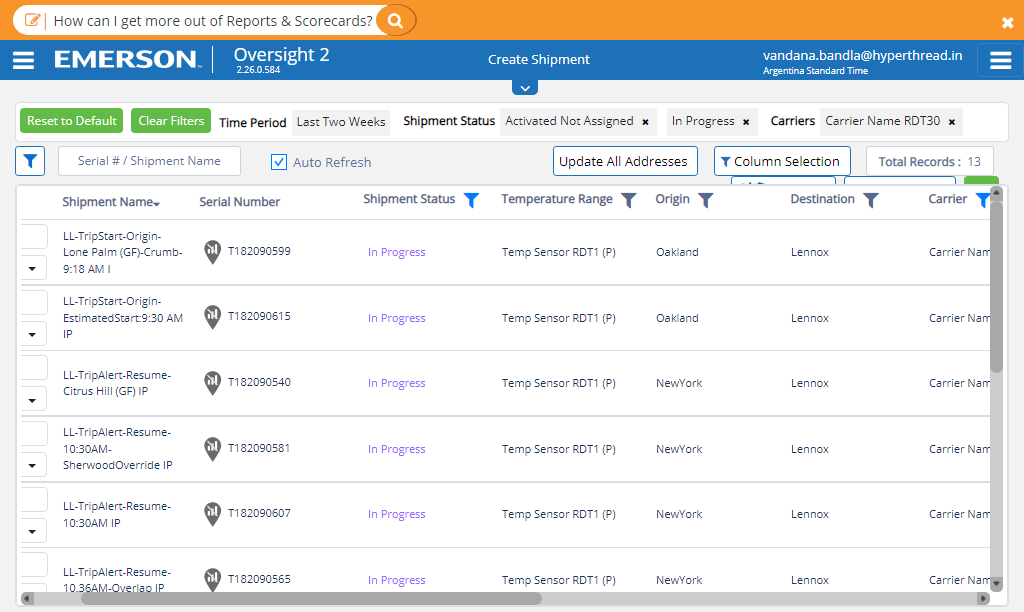 How can I get more out of Reports & Scorecards?
EMERSON
Oversight 2
2.26.0.584
Create Shipment
vandana.bandla@hyperthread.in
Argentina Standard Time
Reset to Default Clear Filters Time Period Last Two Weeks Shipment Status Activated Not Assigned × In Progress × Carriers Carrier Name RDT30 ×
Serial # / Shipment Name Auto Refresh Update All Addresses Column Selection Total Records : 13
Shipment Name Serial Number Shipment Status Temperature Range Origin Destination Carrier
LL-TripStart-Origin-
Lone Palm (GF)-Crumb-
9:18 AM I
T182090599 In Progress Temp Sensor RDT1 (P) Oakland Lennox Carrier Nam
LL-TripStart-Origin-
EstimatedStart:9:30 AM
IP
T182090615 In Progress Temp Sensor RDT1 (P) Oakland Lennox Carrier Nam
LL-TripAlert-Resume-
Citrus Hill (GF) IP
T182090540 In Progress Temp Sensor RDT1 (P) NewYork Lennox Carrier Nam
LL-TripAlert-Resume-
10:30AM-
SherwoodOverride IP
T182090581 In Progress Temp Sensor RDT1 (P) NewYork Lennox Carrier Nam
LL-TripAlert-Resume-
10:30AM IP
T182090607 In Progress Temp Sensor RDT1 (P) NewYork Lennox Carrier Nam
LL-TripAlert-Resume-
10.36AM-Overlap IP
T182090565 In Progress Temp Sensor RDT1 (P) NewYork Lennox Carrier Nam